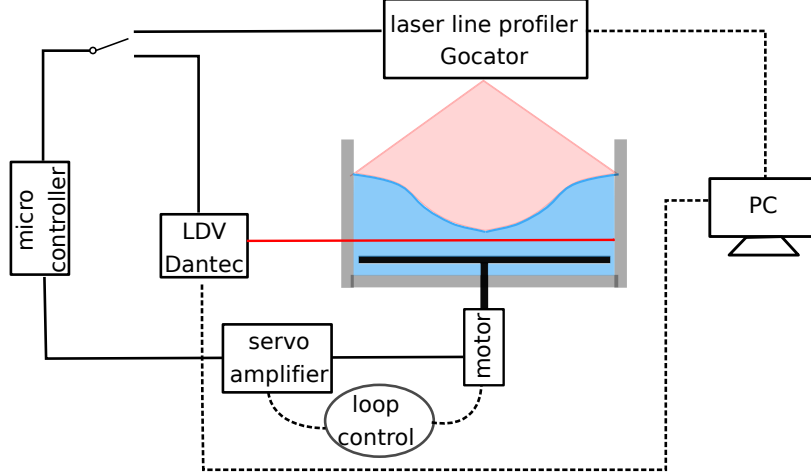 laser line profiler
Gocator
micro
controller
LDV
Dantec
PC
servo
amplifier
motor
loop
control